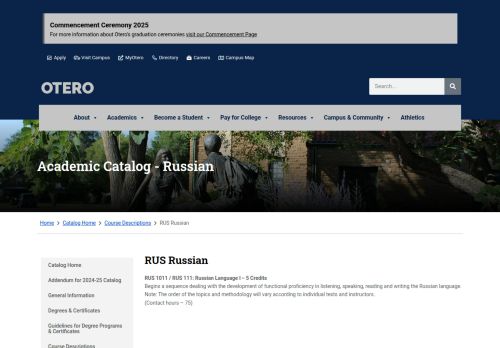 Commencement Ceremony 2025
For more information about Otero's graduation ceremonies visit our Commencement Page
Apply Visit Campus MyOtero Directory Careers Campus Map
OTERO
Search...
About Academics Become a Student Pay for College Resources Campus & Community Athletics
Academic Catalog - Russian
Home Catalog Home Course Descriptions RUS Russian
Catalog Home
Addendum for 2024-25 Catalog
General Information
Degrees & Certificates
Guidelines for Degree Programs
& Certificates
Course Descriptions
RUS Russian
RUS 1011 / RUS 111: Russian Language I – 5 Credits
Begins a sequence dealing with the development of functional proficiency in listening, speaking, reading and writing the Russian language.
Note: The order of the topics and methodology will vary according to individual texts and instructors.
(Contact hours – 75)